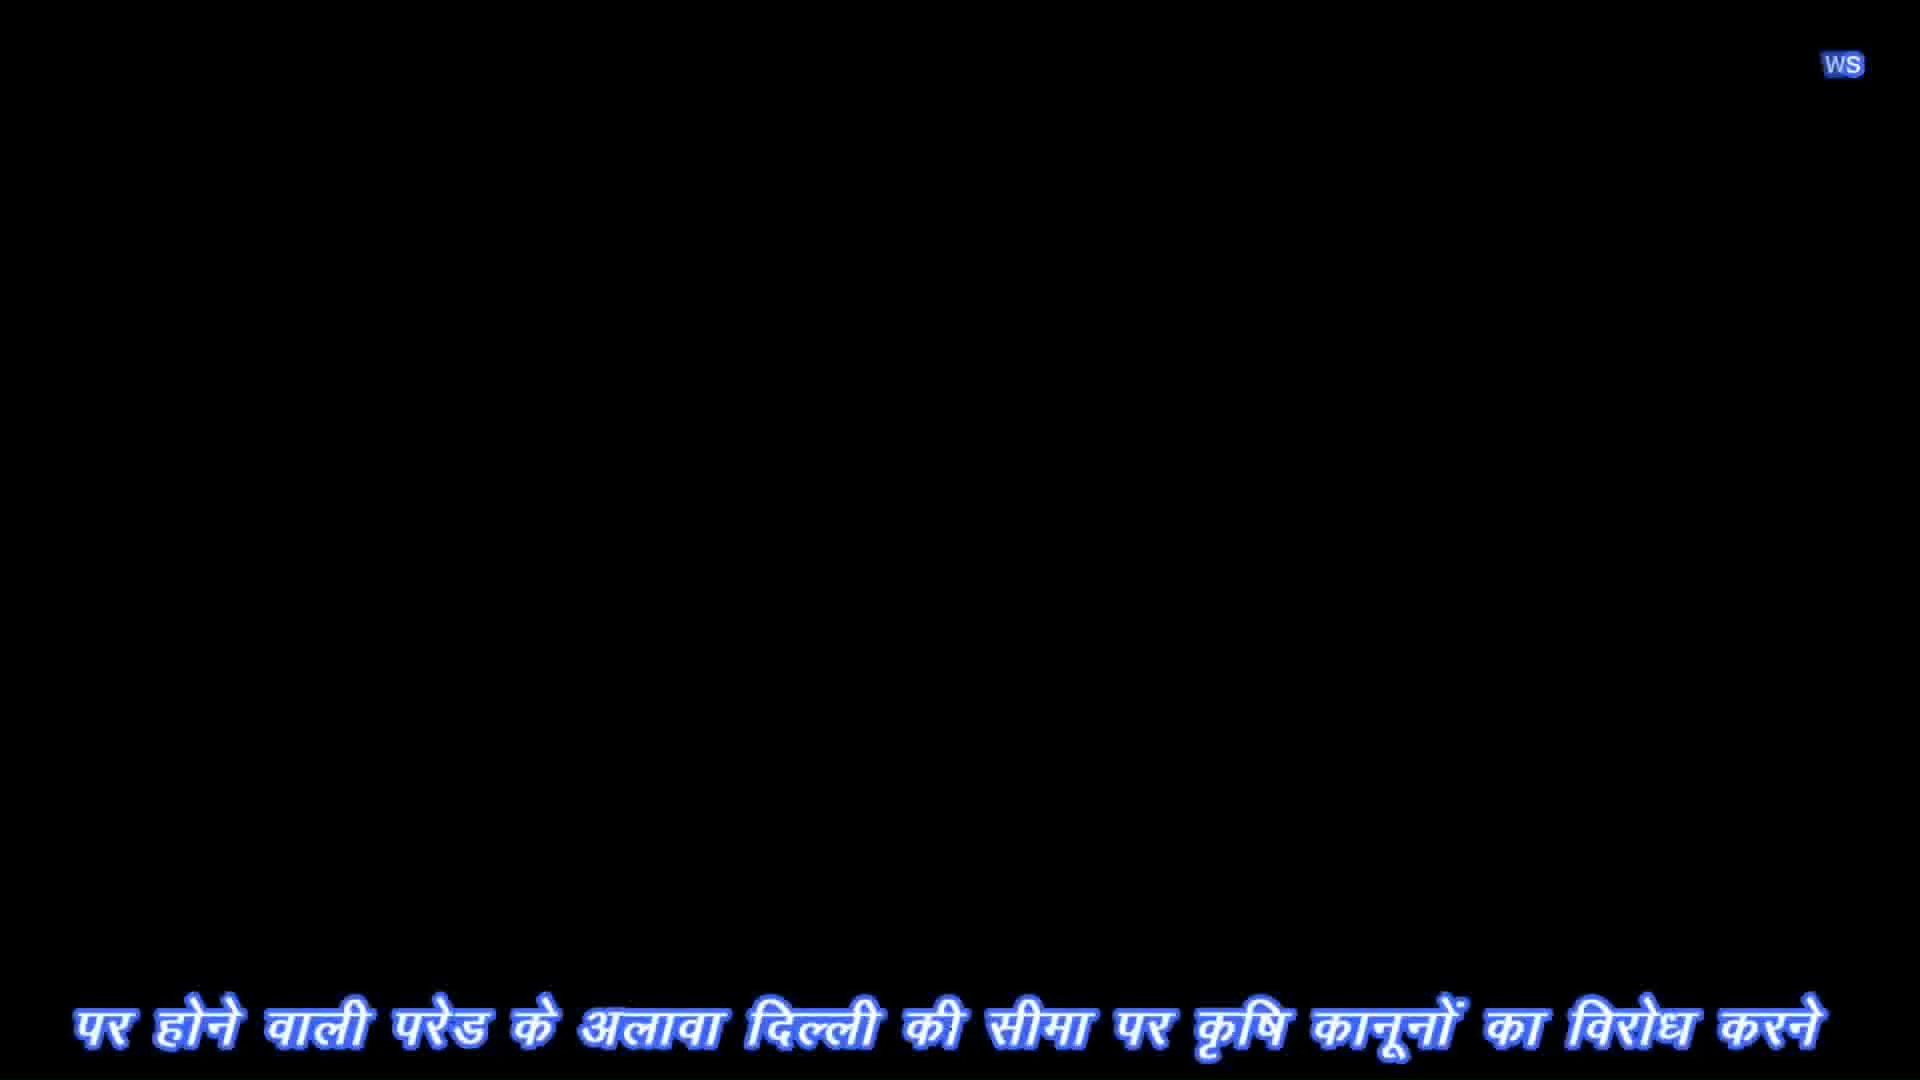 WS
पर होने वाली परेड के अलावा दिल्ली की सीमा पर कृषि कानूनों का विरोध करने